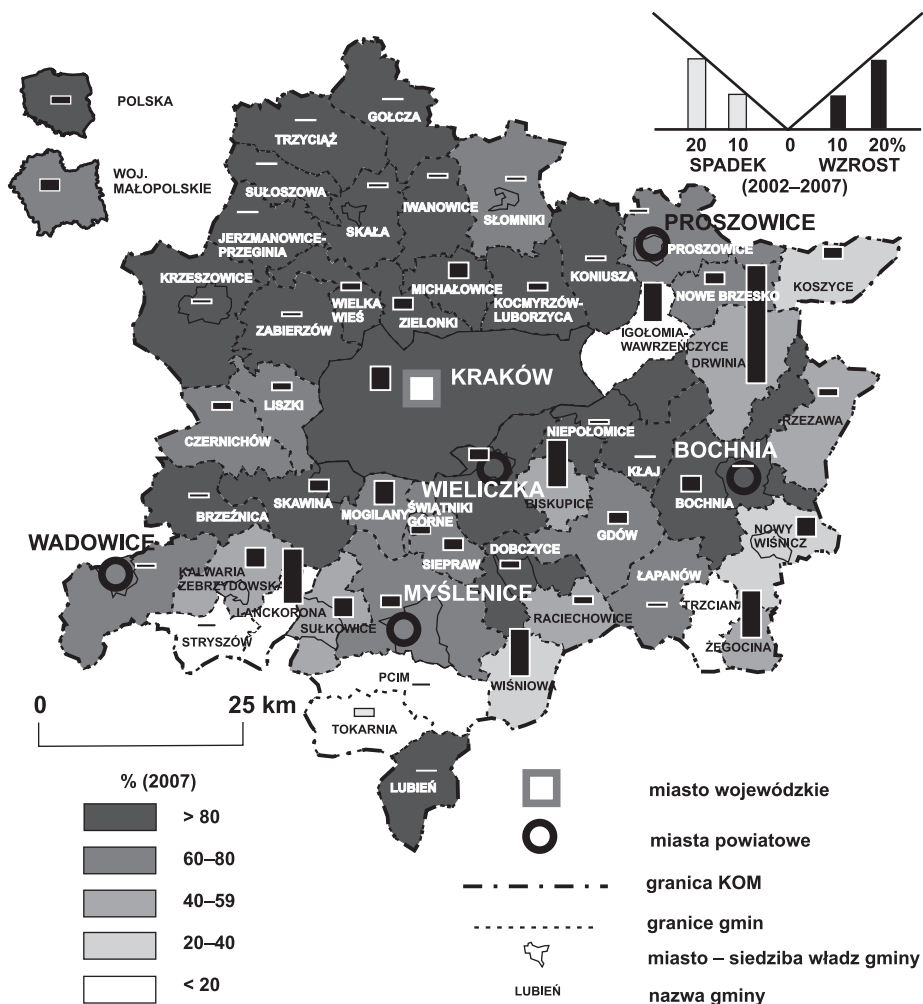 POLSKA
WOJ.
MAŁOPOLSKIE
20
10
0
10
20%
SPADEK
WZROST
(2002–2007)
GOŁCZA
TRZYCIĄŻ
SUŁOSZOWA
SKAŁA
IWANOWICE
SŁOMNIKI
JERZMANOWICE-
PRZEGINIA
PROSZOWICE
PROSZOWICE
KRZESZOWICE
MICHAŁOWICE
KONIUSZA
KOSZYCE
WIELKA
WIEŚ
KOCMYRZÓW-
LUBORZYCA
NOWE BRZESKO
ZABIERZÓW
ZIELONKI
IGOŁOMIA-
WAWRZEŃCZYCE
DRWINIA
KRAKÓW
LISZKI
CZERNICHÓW
RZEZAWA
NIEPOŁOMICE
BOCHNIA
KŁAJ
WIELICZKA
BISKUPICE
BOCHNIA
SKAWINA
BRZEŹNICA
MOGILANY
ŚWIĄTNIKI
GÓRNE
GDÓW
NOWY
WIŚNICZ
WADOWICE
SIEPRAW
DOBCZYCE
KALWARIA
ZEBRZYDOWSKA
ŁAPANÓW
MYŚLENICE
LANCKORONA
SUŁKOWICE
RACIECHOWICE
TRZCIANA
STRYSZÓW
ŻEGOCINA
PCIM
WIŚNIOWA
TOKARNIA
LUBIEŃ
0
25 km
% (2007)
> 80
60–80
40–59
20–40
< 20
miasto wojewódzkie
miasta powiatowe
granica KOM
granice gmin
miasto – siedziba władz gminy
LUBIEŃ
nazwa gminy